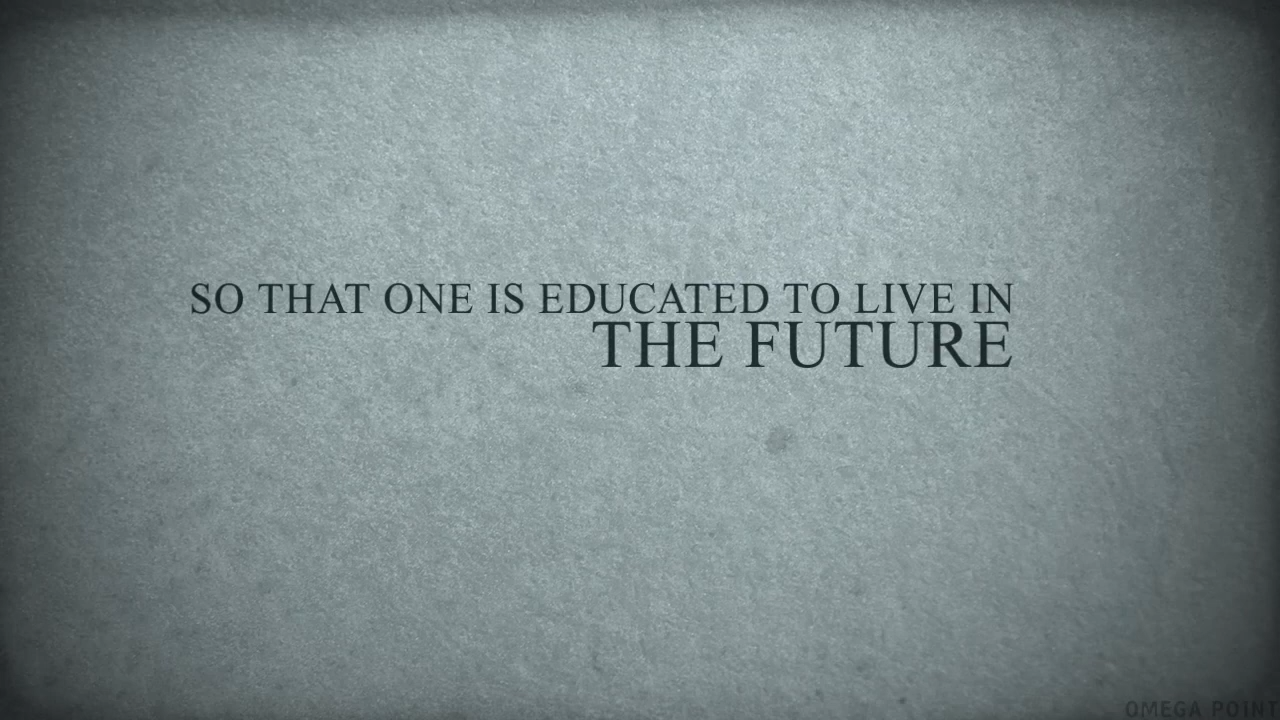 SO THAT ONE IS EDUCATED TO LIVE IN
THE FUTURE
OMEGA POINT